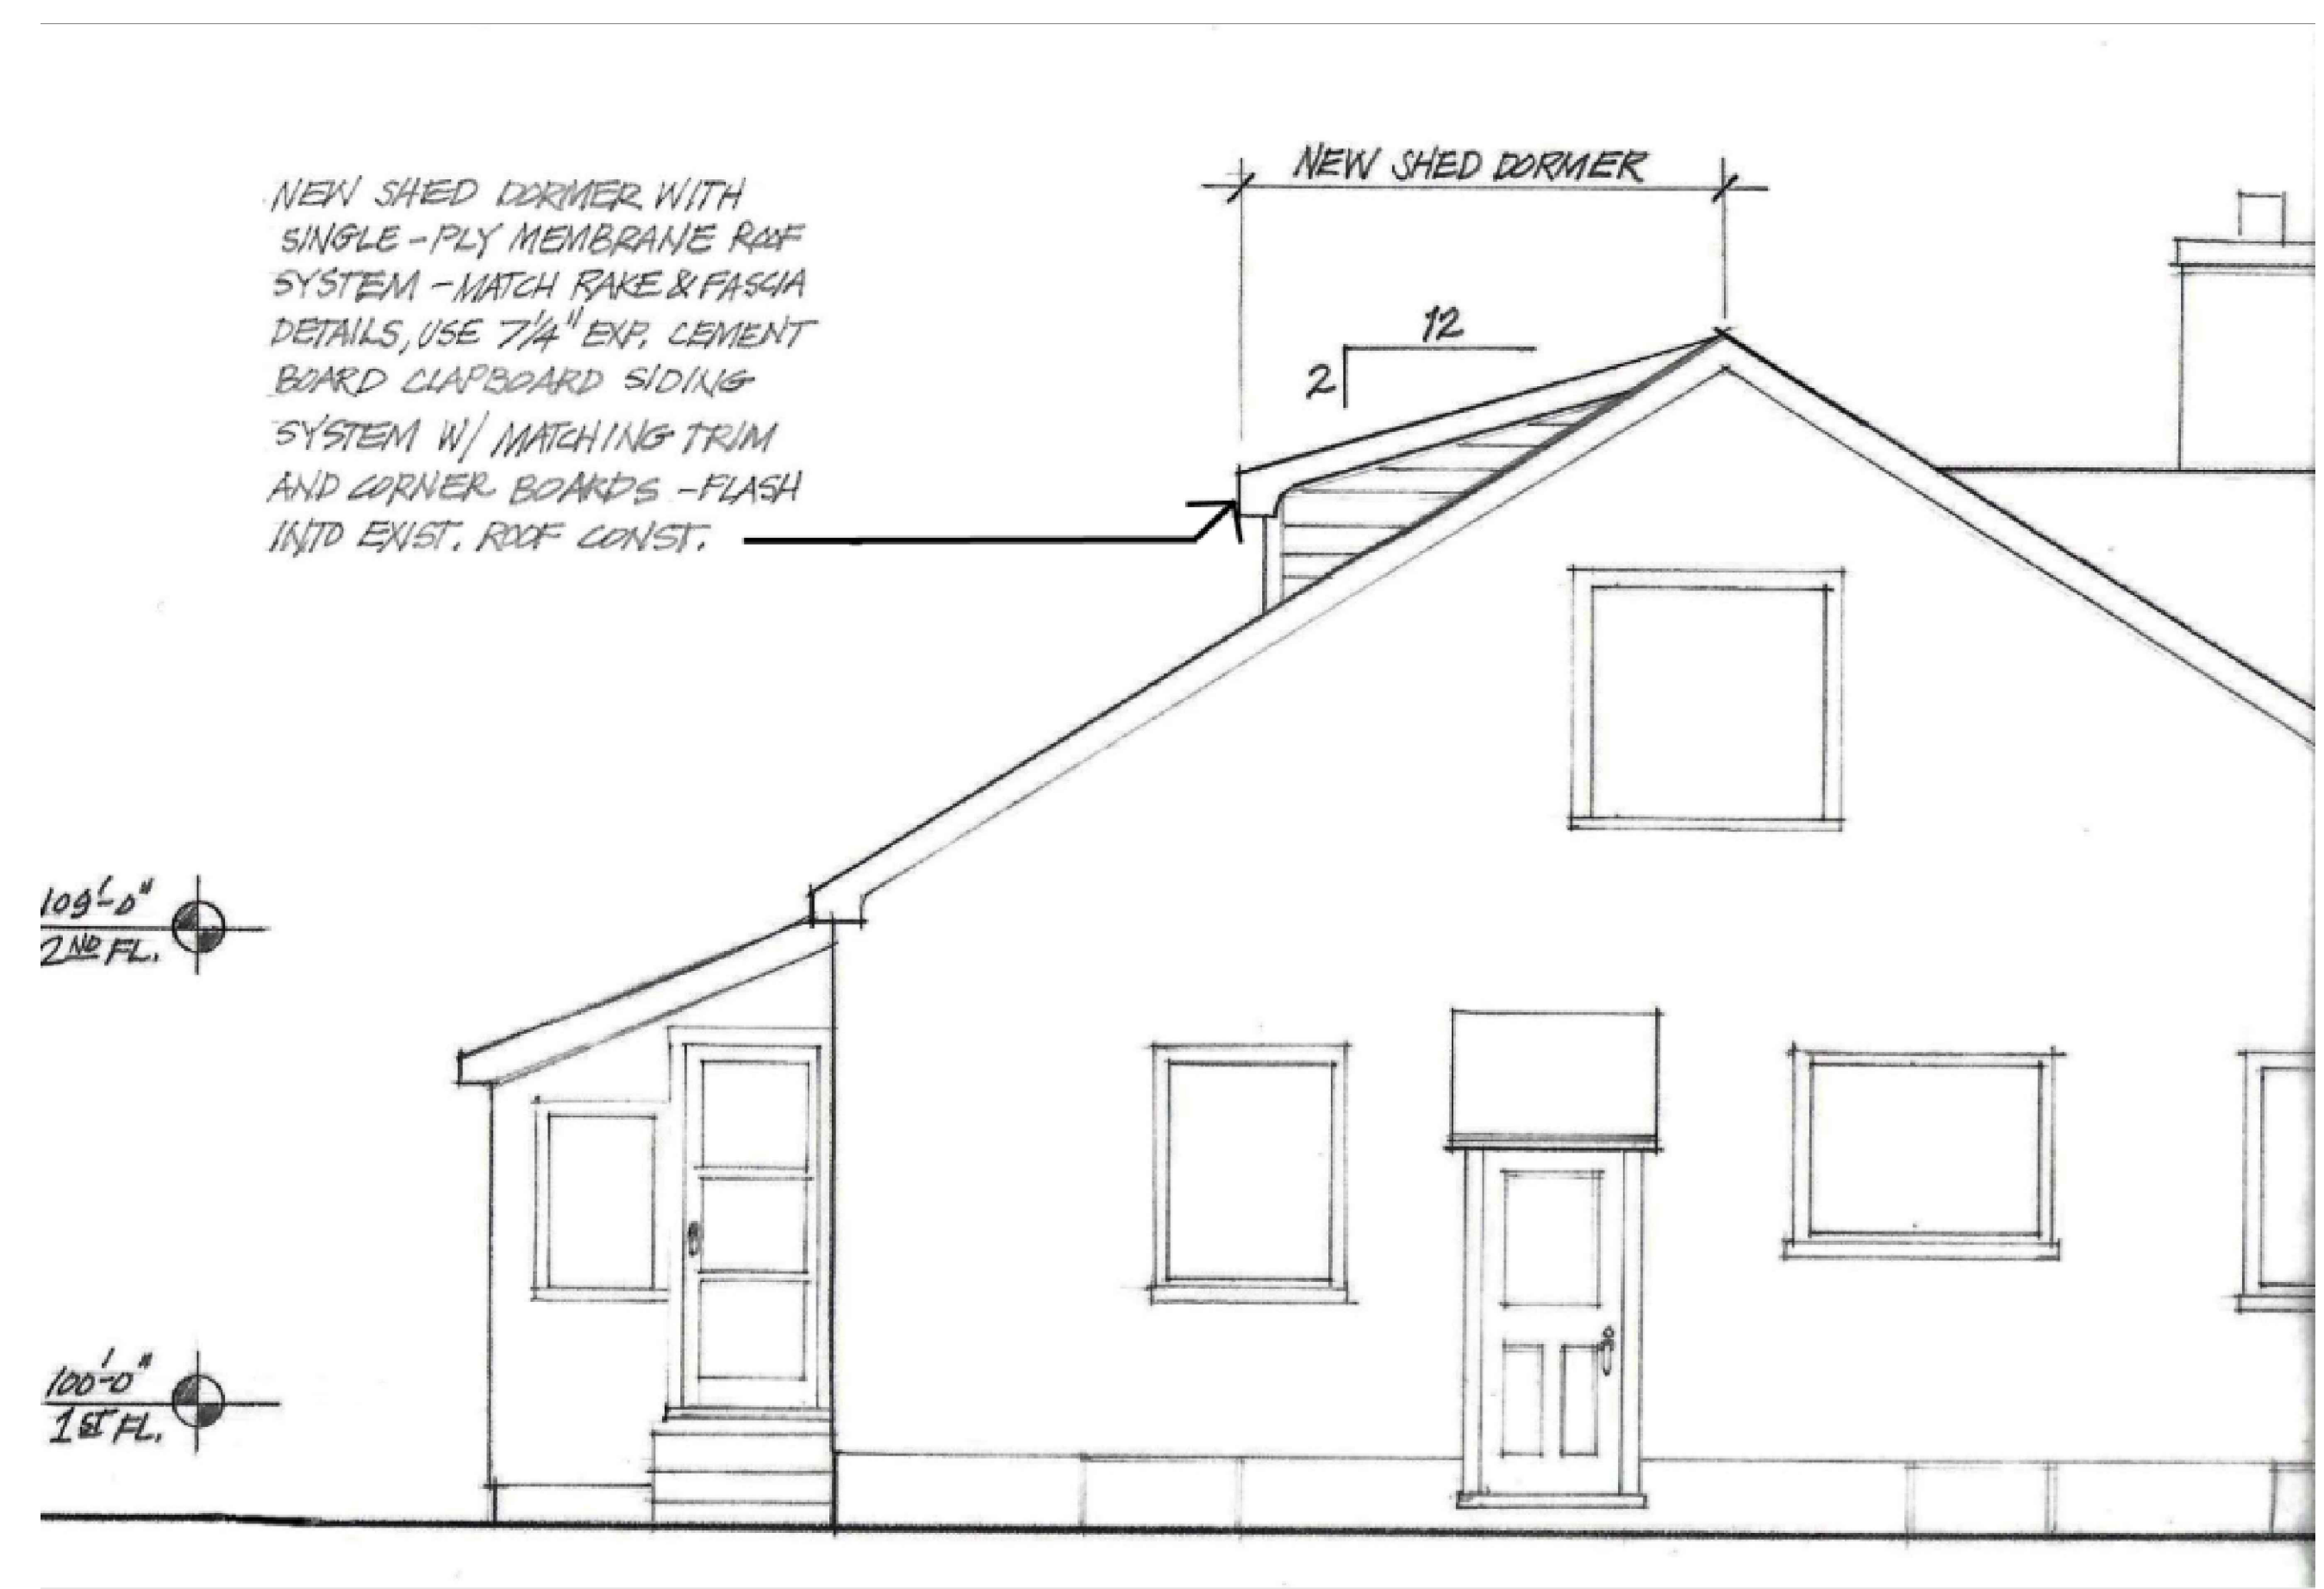 NEW SHED DORMER
NEW SHED DORMER WITH
SINGLE-PLY MEMBRANE ROOF
SYSTEM - MATCH RAKE & FASCIA
DETAILS, USE 7 1/4" EXP. CEMENT
BOARD CLAPBOARD SIDING
SYSTEM W/ MATCHING TRIM
AND CORNER BOARDS - FLASH
INTO EXIST. ROOF CONST.
12
2
109'-0"
2ND FL.
100'-0"
1ST FL.